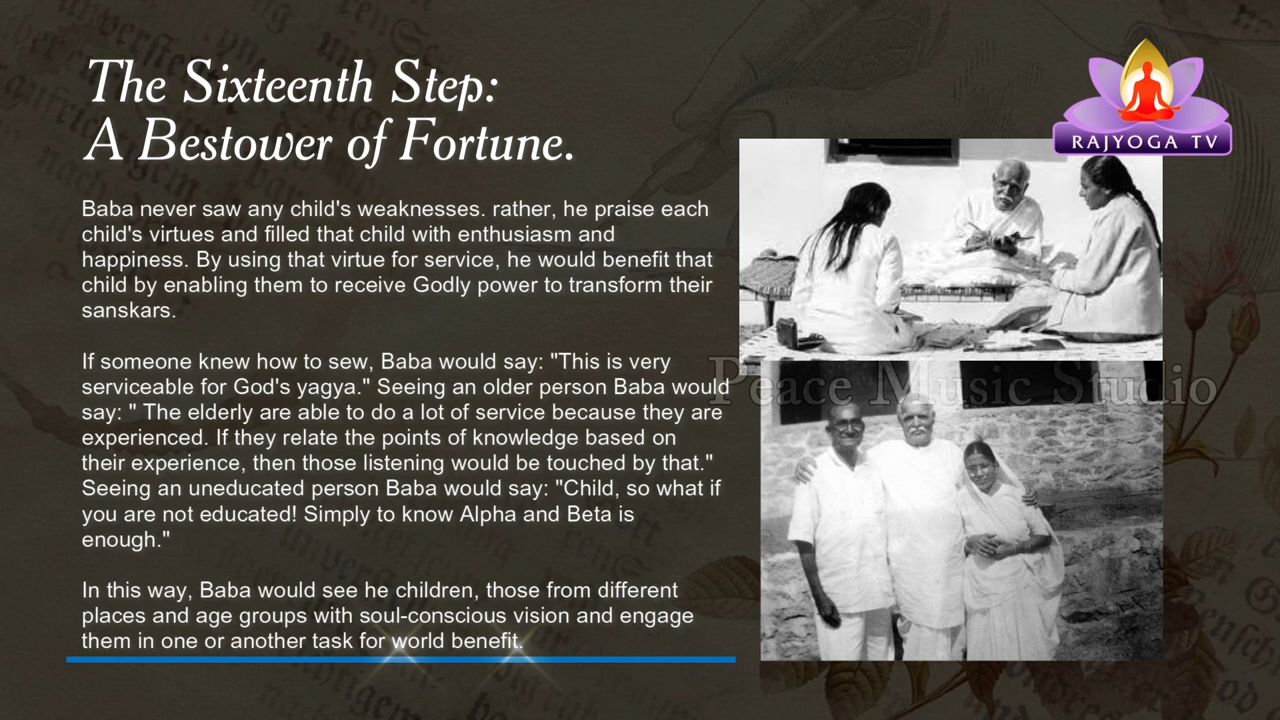 The Sixteenth Step:
A Bestower of Fortune.
RAJYOGA TV
Baba never saw any child's weaknesses. rather, he praise each
child's virtues and filled that child with enthusiasm and
happiness. By using that virtue for service, he would benefit that
child by enabling them to receive Godly power to transform their
sanskars.
If someone knew how to sew, Baba would say: "This is very
serviceable for God's yagya." Seeing an older person Baba would
say: " The elderly are able to do a lot of service because they are
experienced. If they relate the points of knowledge based on
their experience, then those listening would be touched by that."
Seeing an uneducated person Baba would say: "Child, so what if
you are not educated! Simply to know Alpha and Beta is
enough."
In this way, Baba would see he children, those from different
places and age groups with soul-conscious vision and engage
them in one or another task for world benefit.
Peace Music Studio